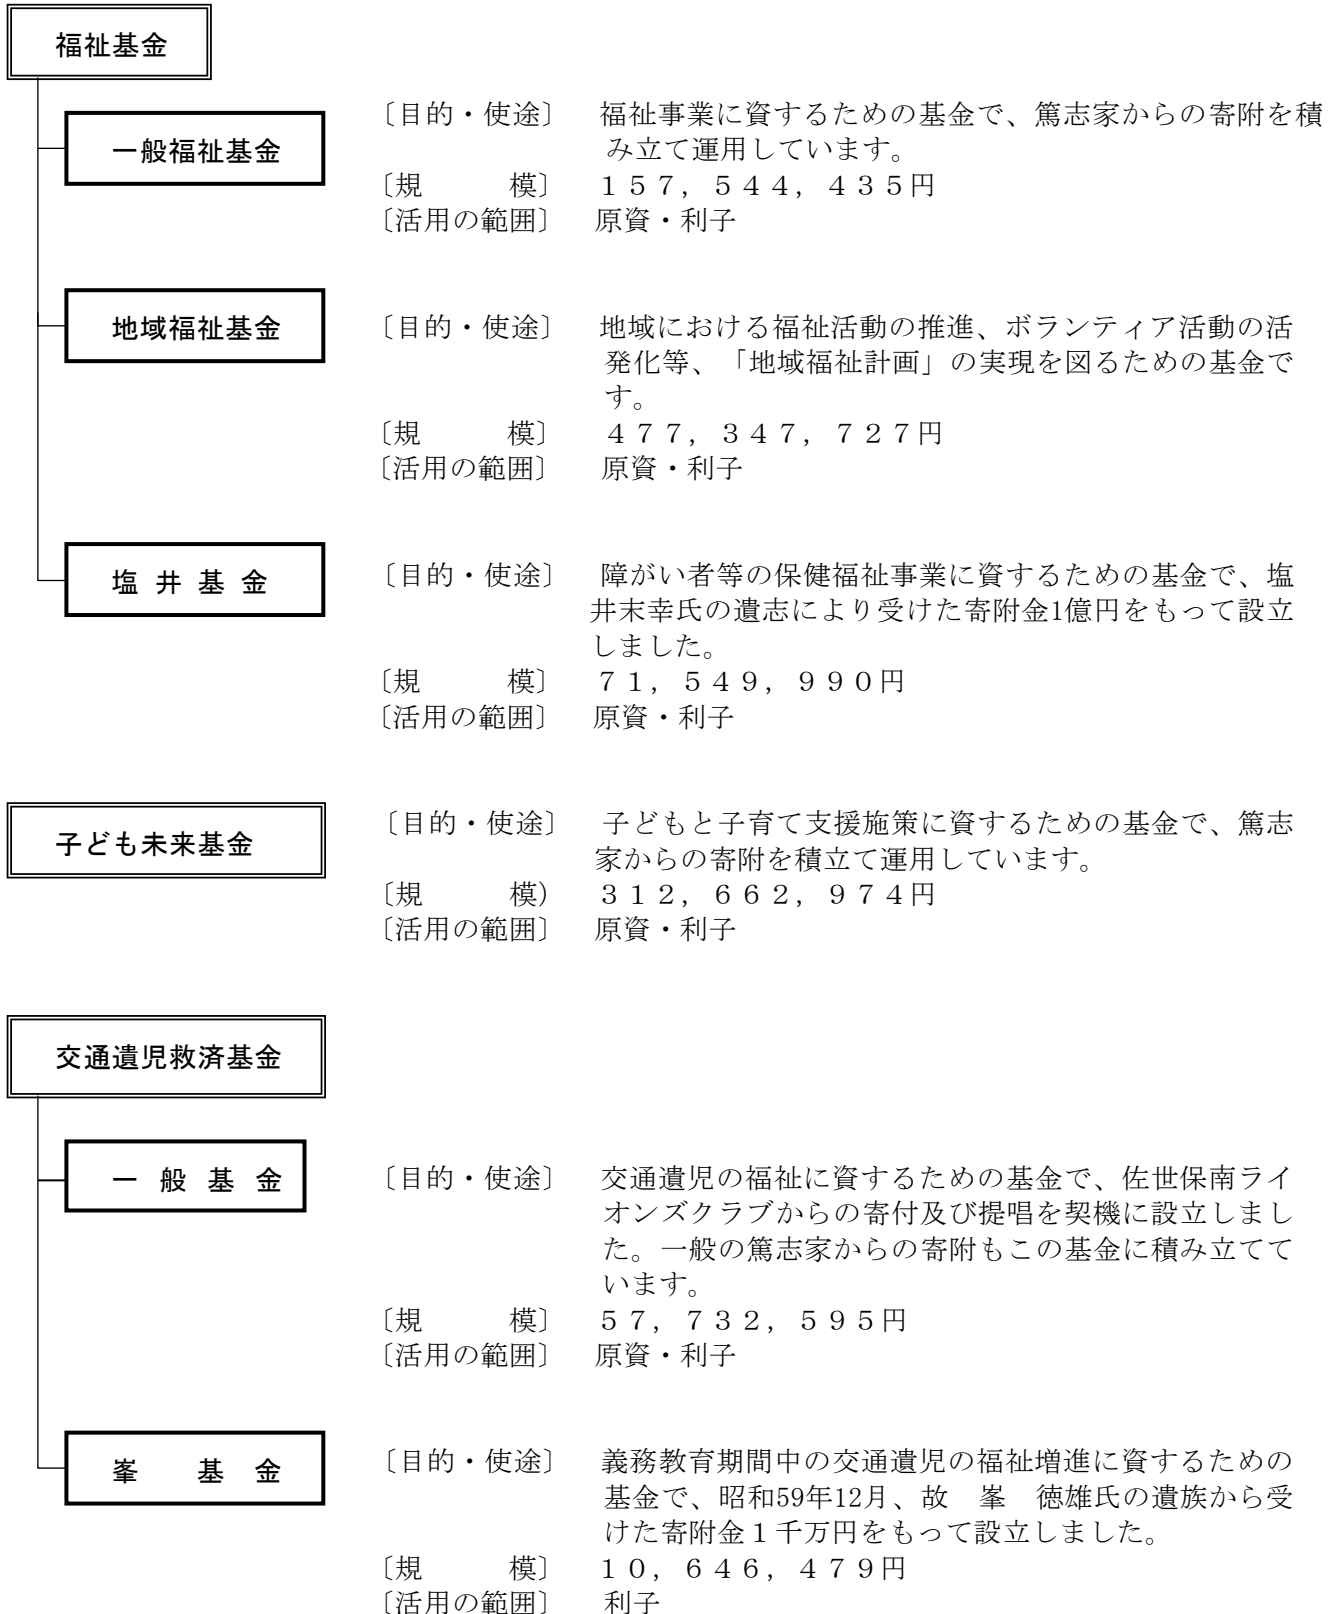 福祉基金
一般福祉基金
〔目的・使途〕 福祉事業に資するための基金で、篤志家からの寄附を積
み立て運用しています。
〔規　　模〕 １５７，５４４，４３５円
〔活用の範囲〕 原資・利子
地域福祉基金
〔目的・使途〕 地域における福祉活動の推進、ボランティア活動の活
発化等、「地域福祉計画」の実現を図るための基金で
す。
〔規　　模〕 ４７７，３４７，７２７円
〔活用の範囲〕 原資・利子
塩 井 基 金
〔目的・使途〕 障がい者等の保健福祉事業に資するための基金で、塩
井末幸氏の遺志により受けた寄附金1億円をもって設立
しました。
〔規　　模〕 ７１，５４９，９９０円
〔活用の範囲〕 原資・利子
子ども未来基金
〔目的・使途〕 子どもと子育て支援施策に資するための基金で、篤志
家からの寄附を積立て運用しています。
〔規　　模） ３１２，６６２，９７４円
〔活用の範囲〕 原資・利子
交通遺児救済基金
一 般 基 金
〔目的・使途〕 交通遺児の福祉に資するための基金で、佐世保南ライ
オンズクラブからの寄付及び提唱を契機に設立しまし
た。一般の篤志家からの寄附もこの基金に積み立てて
います。
〔規　　模〕 ５７，７３２，５９５円
〔活用の範囲〕 原資・利子
峯　基 金
〔目的・使途〕 義務教育期間中の交通遺児の福祉増進に資するための
基金で、昭和59年12月、故　峯　徳雄氏の遺族から受
けた寄附金１千万円をもって設立しました。
〔規　　模〕 １０，６４６，４７９円
〔活用の範囲〕 利子